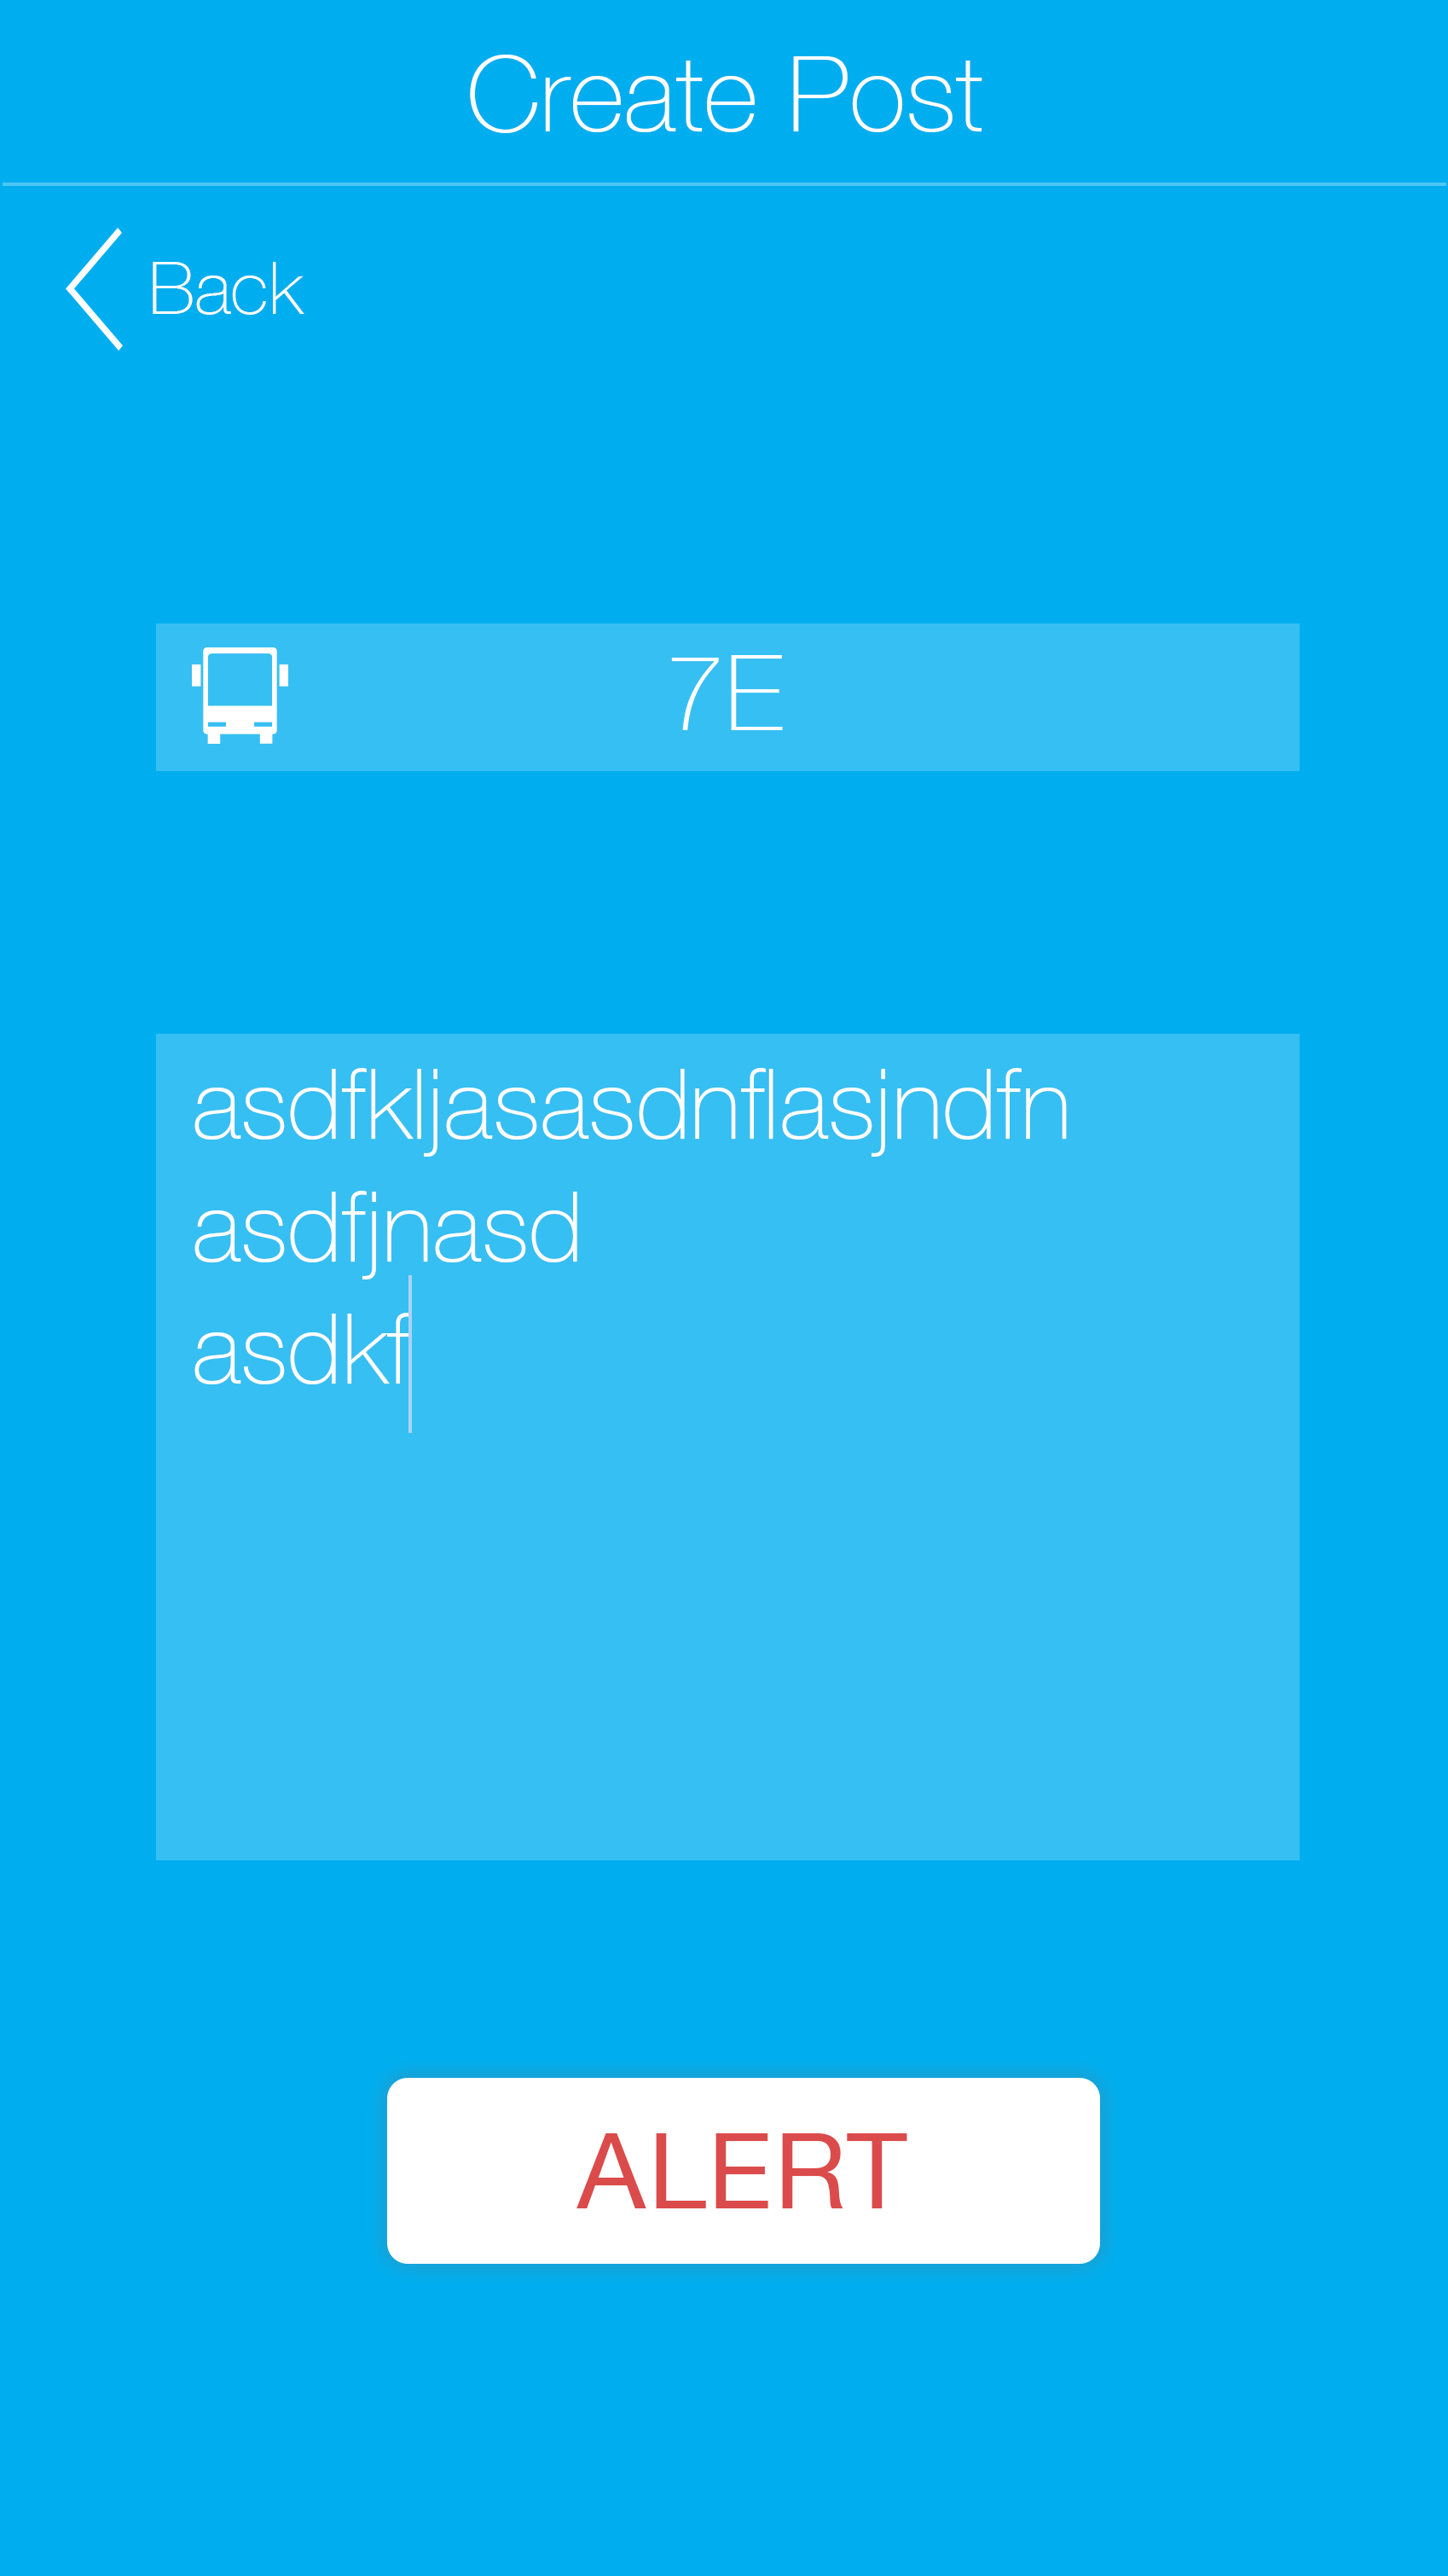 Create Post
Back
7E
asdfkljasasdnflasjndfn
asdfjnasd
asdkf
ALERT